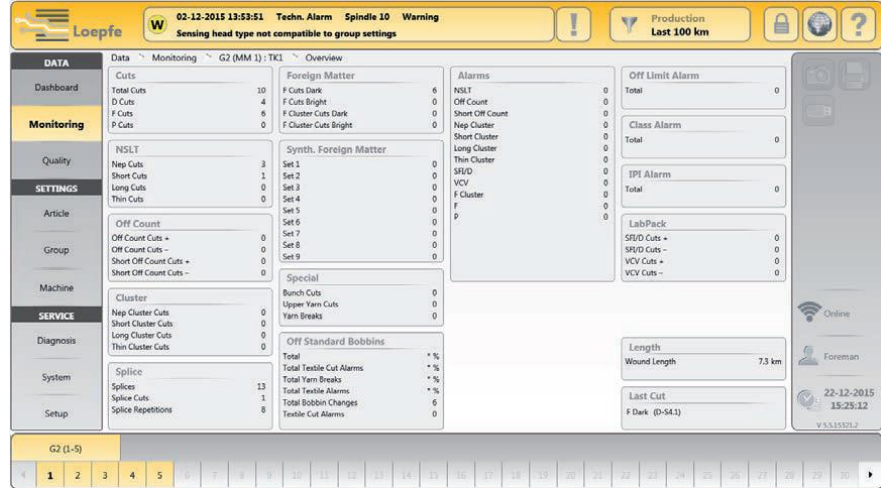 Loepfe
W
02-12-2015 13:53:51 Techn. Alarm Spindle 10 Warning
Sensing head type not compatible to group settings
!
Production
Last 100 km
?
DATA
Dashboard
Monitoring
Quality
SETTINGS
Article
Group
Machine
SERVICE
Diagnosis
System
Setup
Data Monitoring G2 (MM 1) : TK1 Overview
Cuts
Total Cuts 10
D Cuts 4
F Cuts 6
P Cuts 0
NSLT
Nep Cuts 3
Short Cuts 1
Long Cuts 0
Thin Cuts 0
Off Count
Off Count Cuts + 0
Off Count Cuts – 0
Short Off Count Cuts + 0
Short Off Count Cuts – 0
Cluster
Nep Cluster Cuts 0
Short Cluster Cuts 0
Long Cluster Cuts 0
Thin Cluster Cuts 0
Splice
Splices 13
Splice Cuts 1
Splice Repetitions 8
Foreign Matter
F Cuts Dark 6
F Cuts Bright 0
F Cluster Cuts Dark 0
F Cluster Cuts Bright 0
Synth. Foreign Matter
Set 1 0
Set 2 0
Set 3 0
Set 4 0
Set 5 0
Set 6 0
Set 7 0
Set 8 0
Set 9 0
Special
Bunch Cuts 0
Upper Yarn Cuts 0
Yarn Breaks 0
Off Standard Bobbins
Total * %
Total Textile Cut Alarms * %
Total Yarn Breaks * %
Total Textile Alarms * %
Total Bobbin Changes 6
Textile Cut Alarms 0
Alarms
NSLT 0
Off Count 0
Short Off Count 0
Nep Cluster 0
Short Cluster 0
Long Cluster 0
Thin Cluster 0
SFI/D 0
VCV 0
F Cluster 0
F 0
P 0
Off Limit Alarm
Total 0
Class Alarm
Total 0
IPI Alarm
Total 0
LabPack
SFI/D Cuts + 0
SFI/D Cuts – 0
VCV Cuts + 0
VCV Cuts – 0
Length
Wound Length 7.3 km
Last Cut
F Dark (D-S4.1)
Online
Foreman
22-12-2015
15:25:12
G2 (1-5)
1 2 3 4 5 6 7 8 9 10 11 12 13 14 15 16 17 18 19 20 21 22 23 24 25 26 27 28 29 30